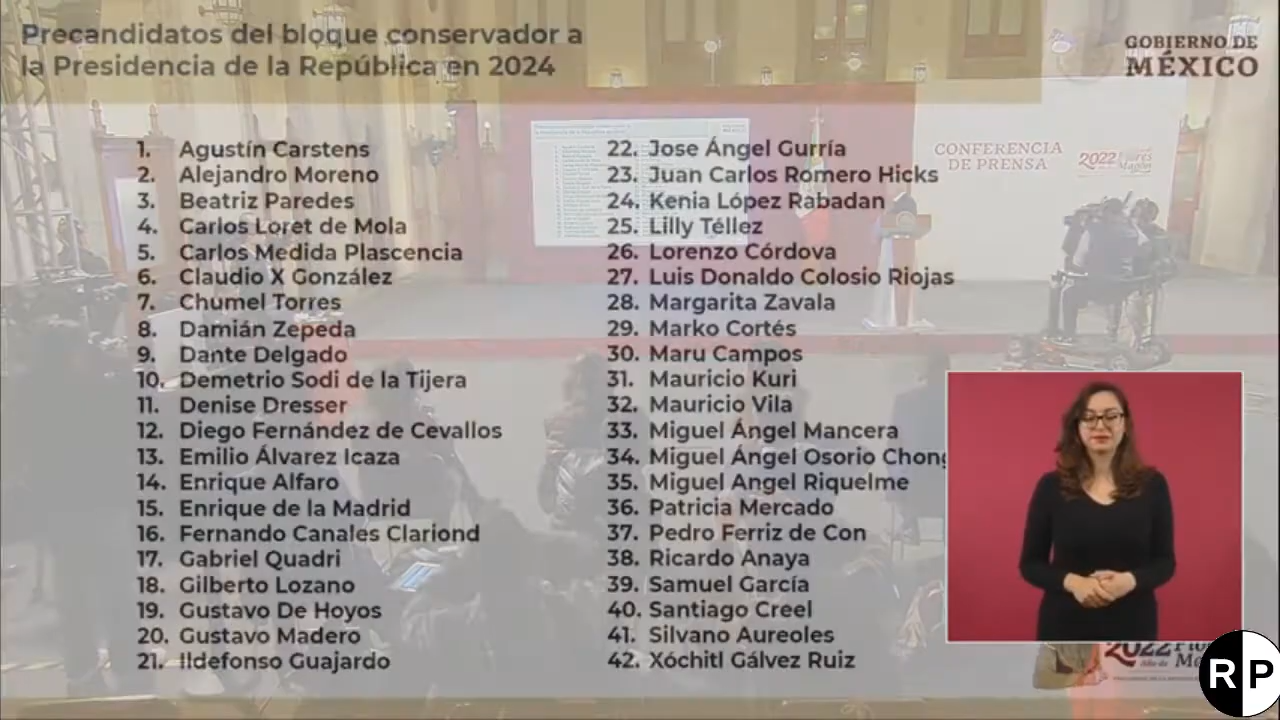 Precandidatos del bloque conservador a
la Presidencia de la República en 2024
GOBIERNO DE
MÉXICO
1. Agustín Carstens
2. Alejandro Moreno
3. Beatriz Paredes
4. Carlos Loret de Mola
5. Carlos Medida Plascencia
6. Claudio X González
7. Chumel Torres
8. Damián Zepeda
9. Dante Delgado
10. Demetrio Sodi de la Tijera
11. Denise Dresser
12. Diego Fernández de Cevallos
13. Emilio Álvarez Icaza
14. Enrique Alfaro
15. Enrique de la Madrid
16. Fernando Canales Clariond
17. Gabriel Quadri
18. Gilberto Lozano
19. Gustavo De Hoyos
20. Gustavo Madero
21. Ildefonso Guajardo
22. Jose Ángel Gurría
23. Juan Carlos Romero Hicks
24. Kenia López Rabadan
25. Lilly Téllez
26. Lorenzo Córdova
27. Luis Donaldo Colosio Riojas
28. Margarita Zavala
29. Marko Cortés
30. Maru Campos
31. Mauricio Kuri
32. Mauricio Vila
33. Miguel Ángel Mancera
34. Miguel Ángel Osorio Chong
35. Miguel Angel Riquelme
36. Patricia Mercado
37. Pedro Ferriz de Con
38. Ricardo Anaya
39. Samuel García
40. Santiago Creel
41. Silvano Aureoles
42. Xóchitl Gálvez Ruiz
CONFERENCIA
DE PRENSA
2022 Flores
Magón
2022
Año de
RP